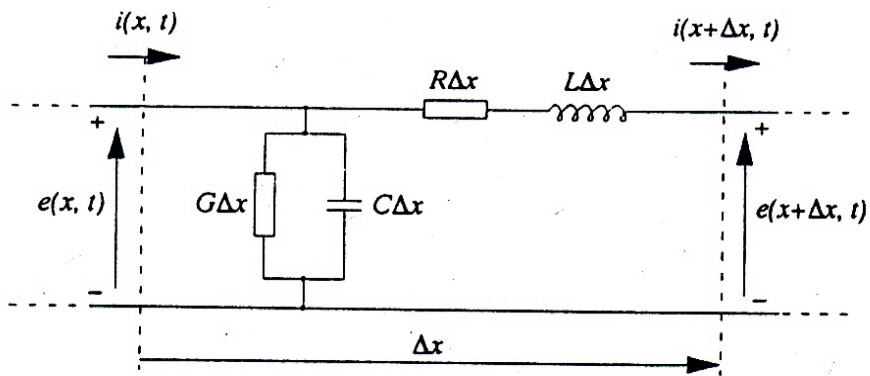 i(x, t)
i(x+Δx, t)
RΔx
LΔx
+
+
e(x, t)
GΔx
CΔx
e(x+Δx, t)
−
−
Δx